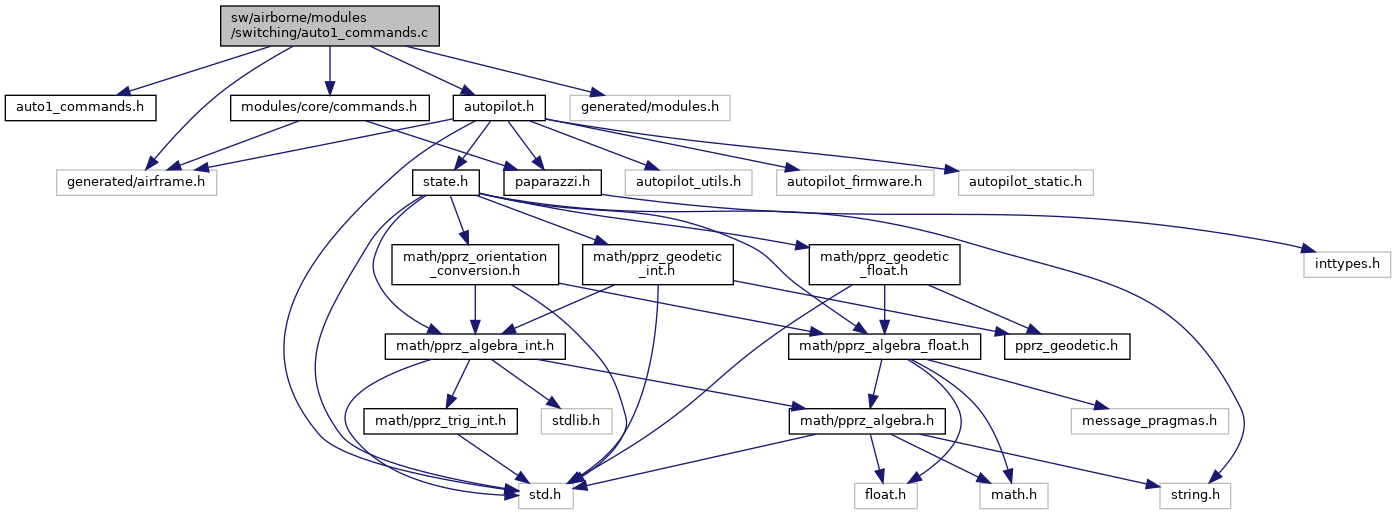 sw/airborne/modules
/switching/auto1_commands.c
auto1_commands.h
modules/core/commands.h
autopilot.h
generated/modules.h
generated/airframe.h
state.h
paparazzi.h
autopilot_utils.h
autopilot_firmware.h
autopilot_static.h
math/pprz_orientation
_conversion.h
math/pprz_geodetic
_int.h
math/pprz_geodetic
_float.h
inttypes.h
math/pprz_algebra_int.h
math/pprz_algebra_float.h
pprz_geodetic.h
math/pprz_trig_int.h
stdlib.h
math/pprz_algebra.h
message_pragmas.h
std.h
float.h
math.h
string.h